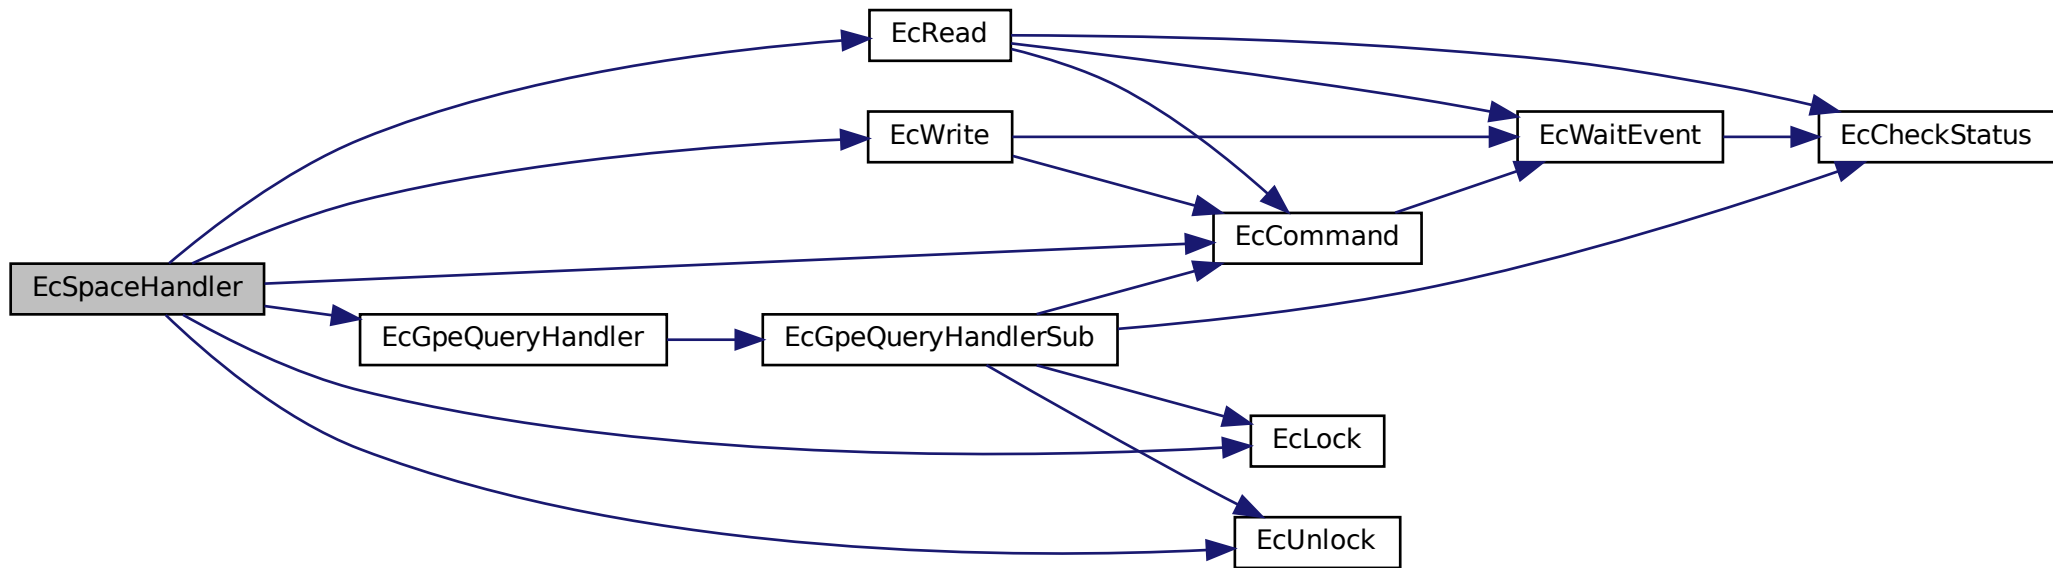 EcRead
EcWrite
EcWaitEvent
EcCheckStatus
EcCommand
EcSpaceHandler
EcGpeQueryHandler
EcGpeQueryHandlerSub
EcLock
EcUnlock